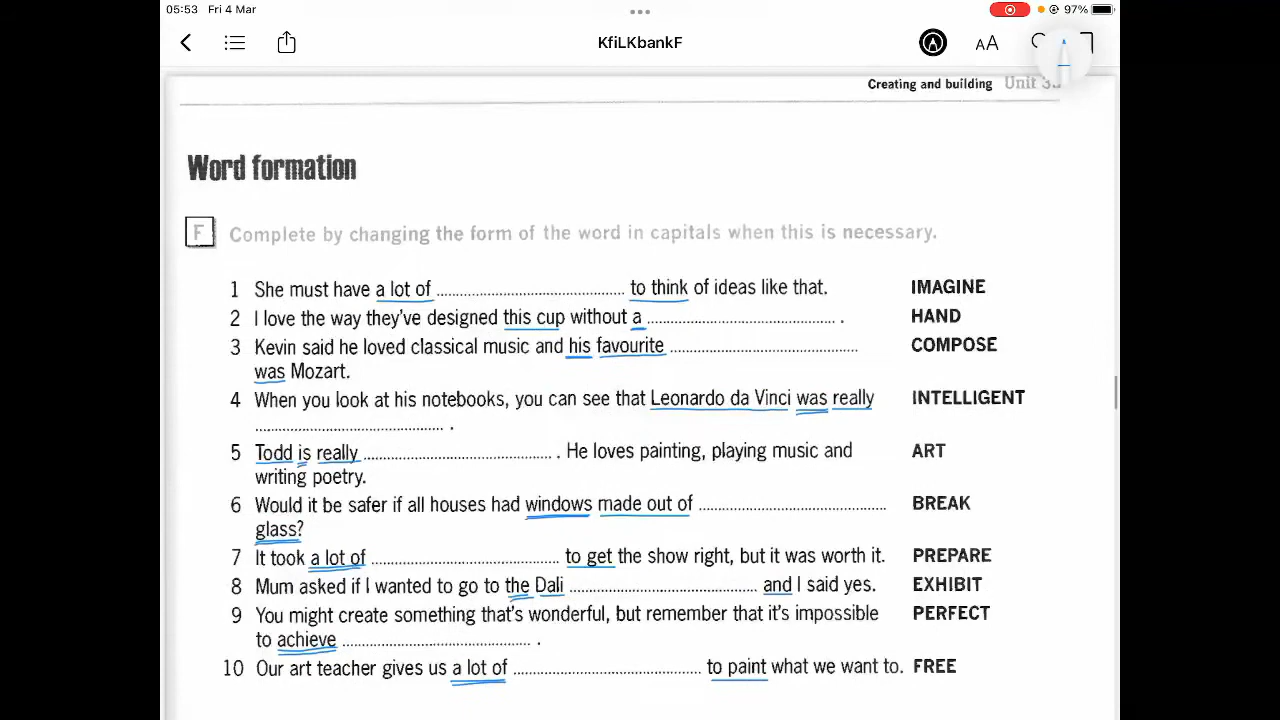 05:53 Fri 4 Mar 97%
KfiLKbankF
AA
Creating and building Unit
Word formation
F Complete by changing the form of the word in capitals when this is necessary.
1 She must have a lot of .................................................. to think of ideas like that. IMAGINE
2 I love the way they've designed this cup without a .................................................. . HAND
3 Kevin said he loved classical music and his favourite .................................................. COMPOSE
was Mozart.
4 When you look at his notebooks, you can see that Leonardo da Vinci was really INTELLIGENT
.................................................. .
5 Todd is really .................................................. . He loves painting, playing music and ART
writing poetry.
6 Would it be safer if all houses had windows made out of .................................................. BREAK
glass?
7 It took a lot of .................................................. to get the show right, but it was worth it. PREPARE
8 Mum asked if I wanted to go to the Dali .................................................. and I said yes. EXHIBIT
9 You might create something that's wonderful, but remember that it's impossible PERFECT
to achieve .................................................. .
10 Our art teacher gives us a lot of .................................................. to paint what we want to. FREE